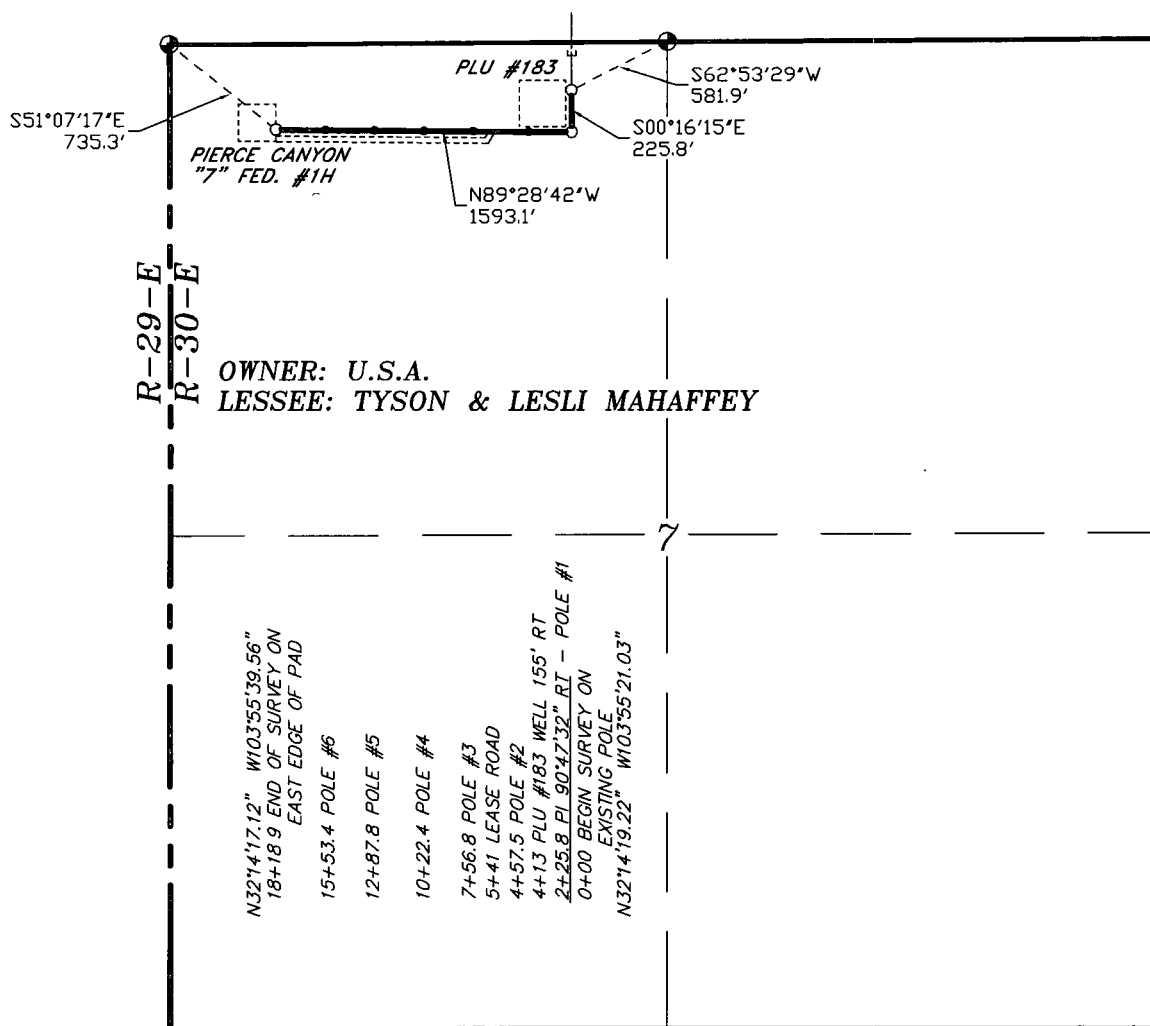 PLU #183
S62°53'29"W
581.9'
S51°07'17"E
735.3'
S00°16'15"E
225.8'
PIERCE CANYON
"7" FED. #1H
N89°28'42"W
1593.1'
R-29-E
R-30-E
OWNER: U.S.A.
LESSEE: TYSON & LESLI MAHAFFEY
7
N32°14'17.12" W103°55'39.56"
18+18.9 END OF SURVEY ON
EAST EDGE OF PAD
15+53.4 POLE #6
12+87.8 POLE #5
10+22.4 POLE #4
7+56.8 POLE #3
5+41 LEASE ROAD
4+57.5 POLE #2
4+13 PLU #183 WELL 155' RT
2+25.8 PI 90°47'32" RT - POLE #1
0+00 BEGIN SURVEY ON
EXISTING POLE
N32°14'19.22" W103°55'21.03"